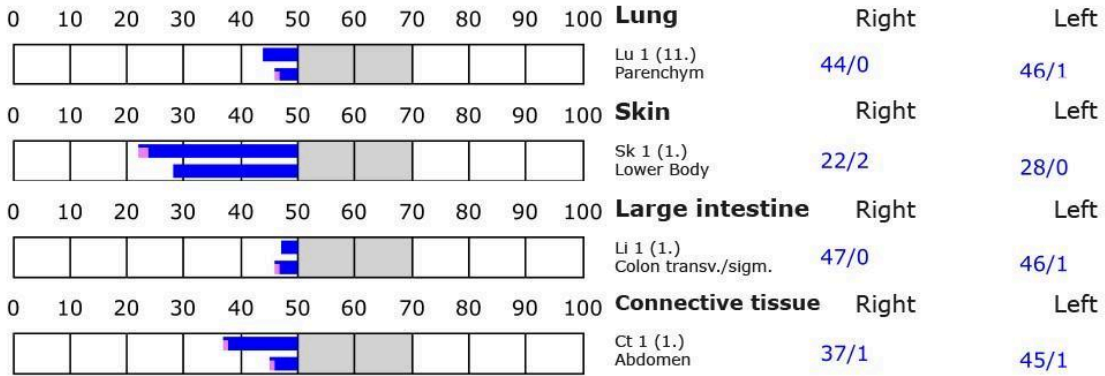 0 10 20 30 40 50 60 70 80 90 100 Lung Right Left
Lu 1 (11.)
Parenchym
44/0 46/1
0 10 20 30 40 50 60 70 80 90 100 Skin Right Left
Sk 1 (1.)
Lower Body
22/2 28/0
0 10 20 30 40 50 60 70 80 90 100 Large intestine Right Left
Li 1 (1.)
Colon transv./sigm.
47/0 46/1
0 10 20 30 40 50 60 70 80 90 100 Connective tissue Right Left
Ct 1 (1.)
Abdomen
37/1 45/1